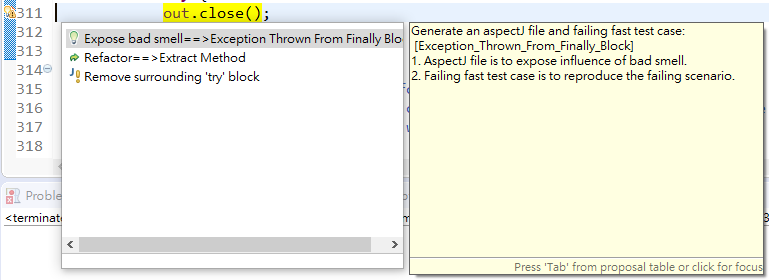 311 out.close();
312
313
314
315
316
317
318
Expose bad smell==>Exception Thrown From Finally Bloc
Refactor==>Extract Method
Remove surrounding 'try' block
Generate an aspectJ file and failing fast test case:
[Exception_Thrown_From_Finally_Block]
1. AspectJ file is to expose influence of bad smell.
2. Failing fast test case is to reproduce the failing scenario.
Press 'Tab' from proposal table or click for focus
Proble
<terminate